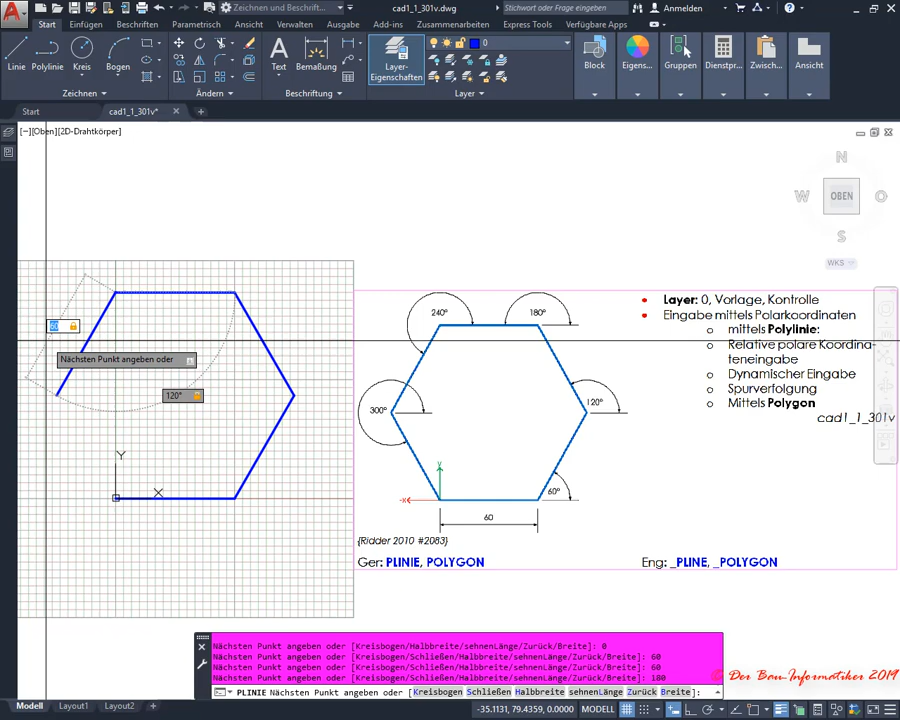 Zeichnen und Beschriften
cad1_1_301v.dwg
Stichwort oder Frage eingeben
Anmelden
Start
Einfügen
Beschriften
Parametrisch
Ansicht
Verwalten
Ausgabe
Add-ins
Zusammenarbeiten
Express Tools
Verfügbare Apps
Linie
Polylinie
Kreis
Bogen
Text
Bemaßung
Layer-
Eigenschaften
0
Block
Eigens...
Gruppen
Dienstpr...
Zwisch...
Ansicht
Zeichnen
Ändern
Beschriftung
Layer
Start
cad1_1_301v*
[−][Oben][2D-Drahtkörper]
N
W
OBEN
O
S
WKS
60
Nächsten Punkt angeben oder
120°
Y
X
240°
180°
300°
120°
60°
Y
X
60
{Ridder 2010 #2083}
Ger: PLINIE, POLYGON
Eng: _PLINE, _POLYGON
Layer: 0, Vorlage, Kontrolle
Eingabe mittels Polarkoordinaten
mittels Polylinie:
Relative polare Koordina-
teneingabe
Dynamischer Eingabe
Spurverfolgung
Mittels Polygon
cad1_1_301v
Nächsten Punkt angeben oder [Kreisbogen/Halbbreite/sehnenLänge/Zurück/Breite]: 0
Nächsten Punkt angeben oder [Kreisbogen/Schließen/Halbbreite/sehnenLänge/Zurück/Breite]: 60
Nächsten Punkt angeben oder [Kreisbogen/Schließen/Halbbreite/sehnenLänge/Zurück/Breite]: 60
Nächsten Punkt angeben oder [Kreisbogen/Schließen/Halbbreite/sehnenLänge/Zurück/Breite]: 180
PLINIE Nächsten Punkt angeben oder [Kreisbogen Schließen Halbbreite sehnenLänge Zurück Breite]:
Der Bau.Informatiker 2019
Modell
Layout1
Layout2
-35.1131, 79.4359, 0.0000
MODELL